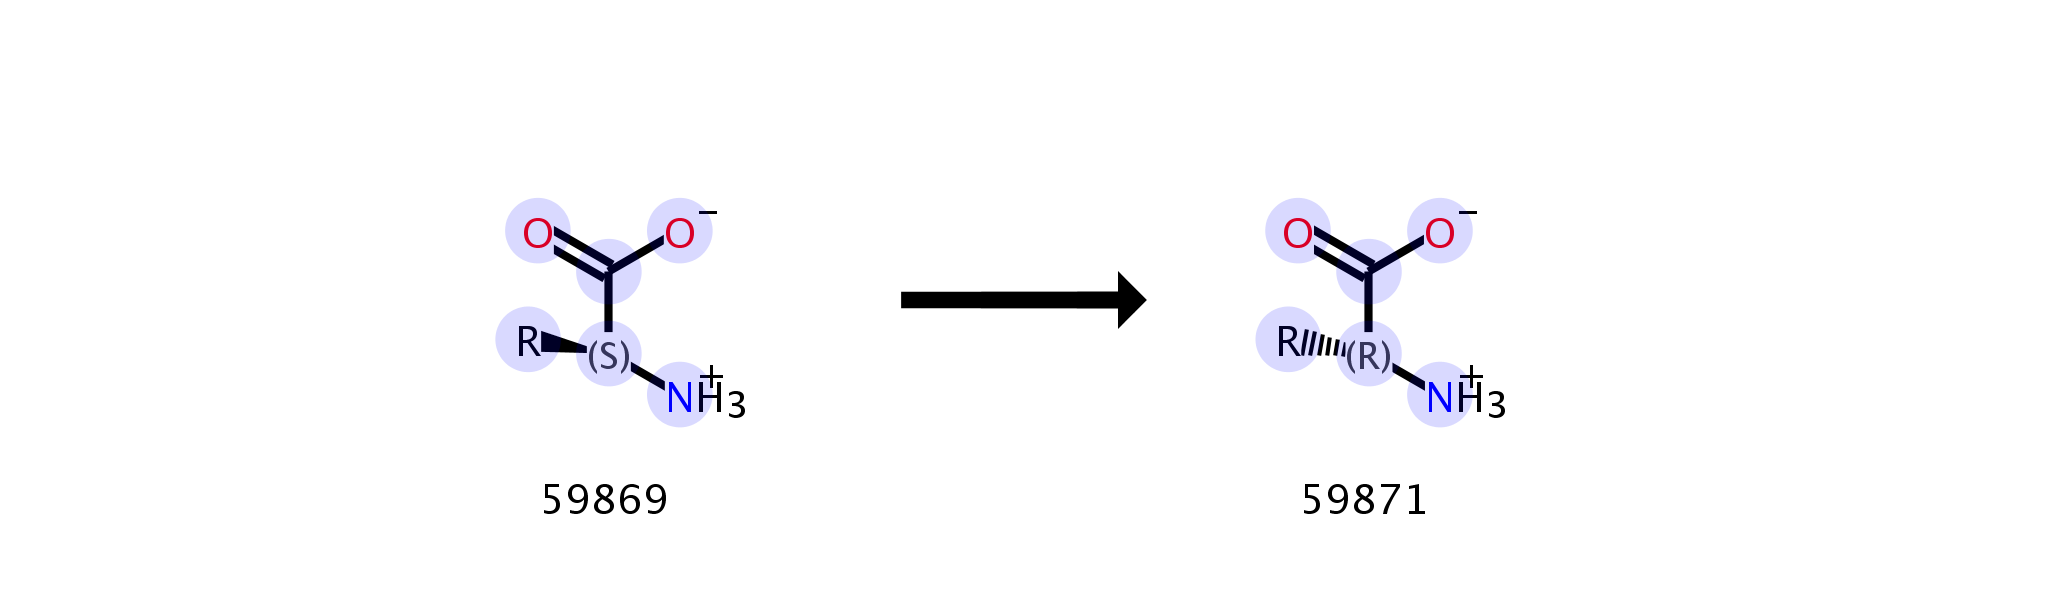 O O − O O −
R (S) R (R)
NH3 + NH3 +
59869 59871